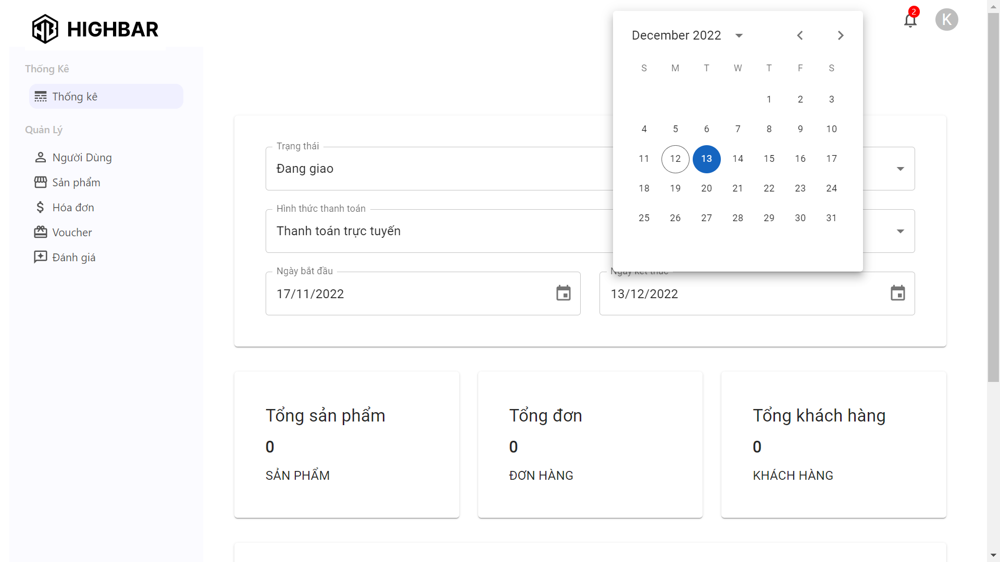 HIGHBAR
2
K
Thống Kê
Thống kê
Quản Lý
Người Dùng
Sản phẩm
Hóa đơn
Voucher
Đánh giá
December 2022
S M T W T F S
1 2 3
4 5 6 7 8 9 10
11 12 13 14 15 16 17
18 19 20 21 22 23 24
25 26 27 28 29 30 31
Trạng thái
Đang giao
Hình thức thanh toán
Thanh toán trực tuyến
Ngày bắt đầu
17/11/2022
Ngày kết thúc
13/12/2022
Tổng sản phẩm
0
SẢN PHẨM
Tổng đơn
0
ĐƠN HÀNG
Tổng khách hàng
0
KHÁCH HÀNG